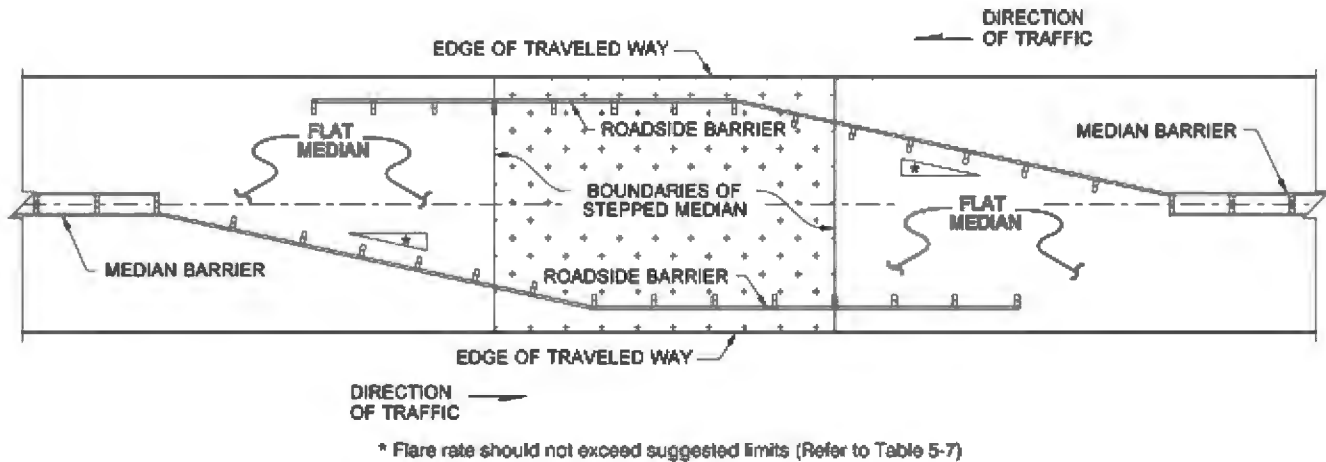 DIRECTION
OF TRAFFIC
EDGE OF TRAVELED WAY
ROADSIDE BARRIER
MEDIAN BARRIER
FLAT
MEDIAN
*
BOUNDARIES OF
STEPPED MEDIAN
FLAT
MEDIAN
*
MEDIAN BARRIER
ROADSIDE BARRIER
EDGE OF TRAVELED WAY
DIRECTION
OF TRAFFIC
* Flare rate should not exceed suggested limits (Refer to Table 5-7)